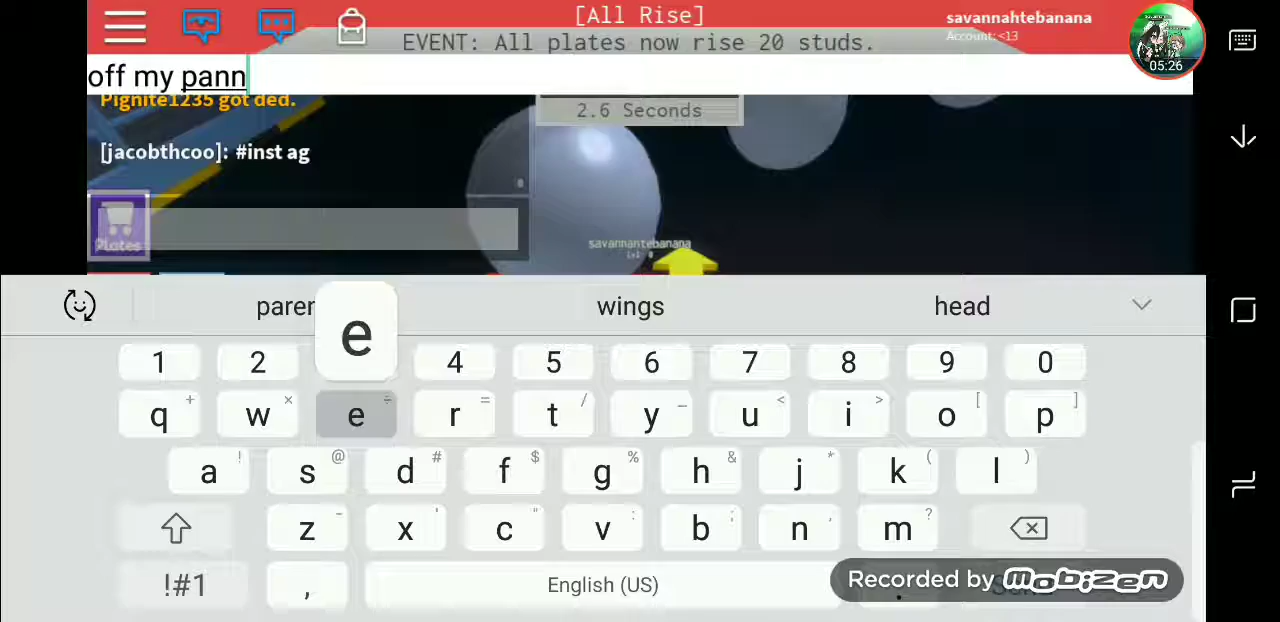 [All Rise]
EVENT: All plates now rise 20 studs.
savannahtebanana
Account: <13
05:26
off my pann
Pignite1235 got ded.
2.6 Seconds
[jacobthcoo]: #inst ag
Plates
savannahtebanana
Lvl: 0
wings head
e
1 2 4 5 6 7 8 9 0
q + w × e ÷ r = t / y _ u < i > o [ p ]
a ! s @ d # f $ g % h & j * k ( l )
z - x ' c " v : b ; n , m ?
!#1 , English (US) .
Recorded by mobizen